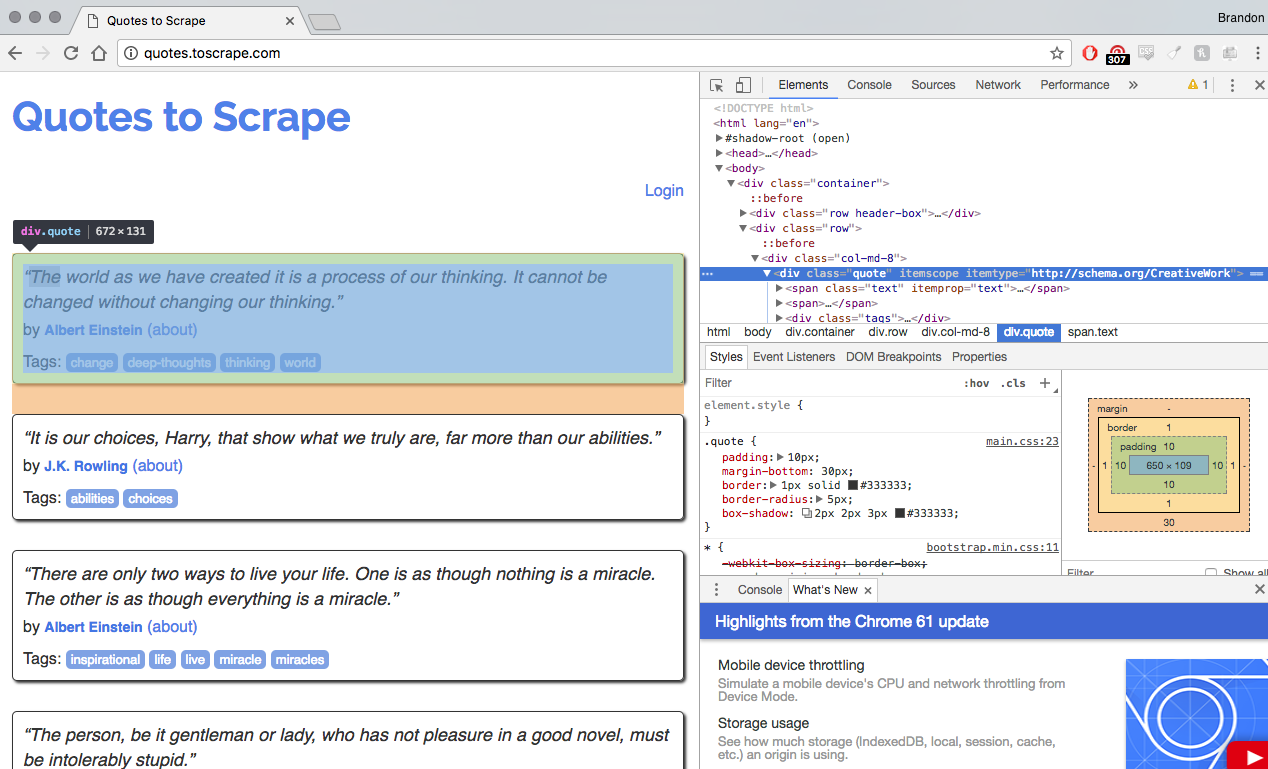 Quotes to Scrape
Brandon
quotes.toscrape.com
307
CSS
Quotes to Scrape
Login
div.quote | 672 × 131
“The world as we have created it is a process of our thinking. It cannot be
changed without changing our thinking.”
by Albert Einstein (about)
Tags: change deep-thoughts thinking world
“It is our choices, Harry, that show what we truly are, far more than our abilities.”
by J.K. Rowling (about)
Tags: abilities choices
“There are only two ways to live your life. One is as though nothing is a miracle.
The other is as though everything is a miracle.”
by Albert Einstein (about)
Tags: inspirational life live miracle miracles
“The person, be it gentleman or lady, who has not pleasure in a good novel, must
be intolerably stupid.”
Elements Console Sources Network Performance » 1
<!DOCTYPE html>
<html lang="en">
#shadow-root (open)
<head>…</head>
<body>
<div class="container">
::before
<div class="row header-box">…</div>
<div class="row">
::before
<div class="col-md-8">
<div class="quote" itemscope itemtype="http://schema.org/CreativeWork"> ==
<span class="text" itemprop="text">…</span>
<span>…</span>
<div class="tags">…</div>
html body div.container div.row div.col-md-8 div.quote span.text
Styles Event Listeners DOM Breakpoints Properties
Filter :hov .cls +
element.style {
}
.quote { main.css:23
padding: 10px;
margin-bottom: 30px;
border: 1px solid #333333;
border-radius: 5px;
box-shadow: 2px 2px 3px #333333;
}
* { bootstrap.min.css:11
-webkit-box-sizing: border-box;
margin -
border 1
padding 10
- 1 10 650 × 109 10 1 -
10
1
30
Filter Show all
Console What's New ×
Highlights from the Chrome 61 update
Mobile device throttling
Simulate a mobile device's CPU and network throttling from
Device Mode.
Storage usage
See how much storage (IndexedDB, local, session, cache,
etc.) an origin is using.